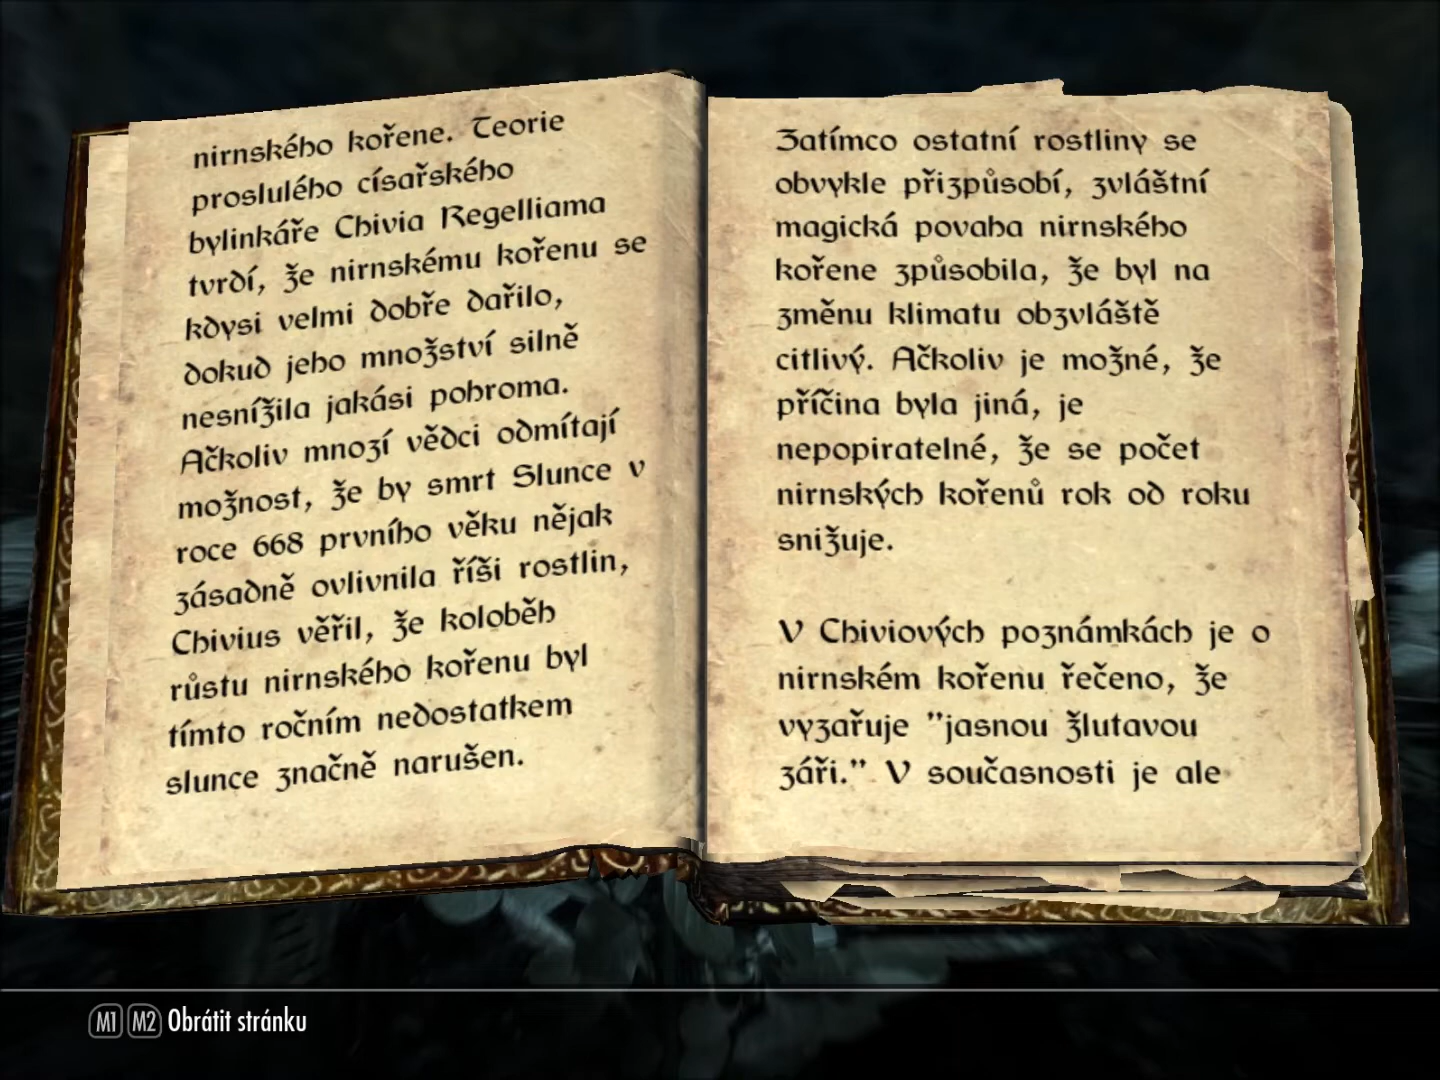 nirnského kořene. Teorie
proslulého císařského
bylinkáře Chivia Regelliama
tvrdí, že nirnskému kořenu se
kdysi velmi dobře dařilo,
dokud jeho množství silně
nesnížila jakási pohroma.
Ačkoliv mnozí vědci odmítají
možnost, že by smrt Slunce v
roce 668 prvního věku nějak
zásadně ovlivnila říši rostlin,
Chivius věřil, že koloběh
růstu nirnského kořenu byl
tímto ročním nedostatkem
slunce značně narušen.
Zatímco ostatní rostliny se
obvykle přizpůsobí, zvláštní
magická povaha nirnského
kořene způsobila, že byl na
změnu klimatu obzvláště
citlivý. Ačkoliv je možné, že
příčina byla jiná, je
nepopiratelné, že se počet
nirnských kořenů rok od roku
snižuje.
V Chiviových poznámkách je o
nirnském kořenu řečeno, že
vyzařuje "jasnou žlutavou
záři." V současnosti je ale
M1 M2 Obrátit stránku